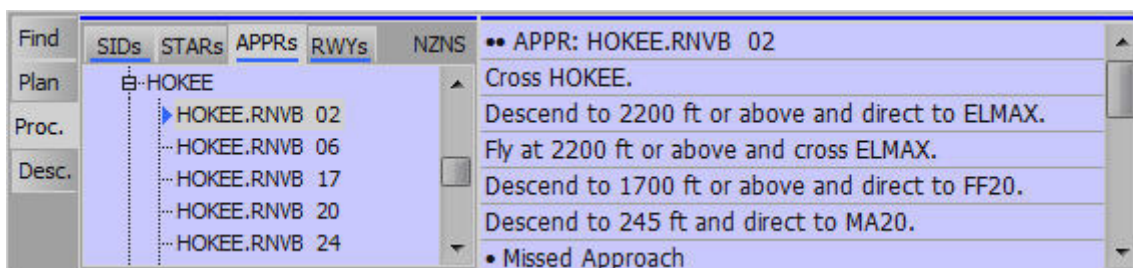 Find
Plan
Proc.
Desc.
SIDs STARs APPRs RWYs NZNS
HOKEE
HOKEE.RNVB 02
HOKEE.RNVB 06
HOKEE.RNVB 17
HOKEE.RNVB 20
HOKEE.RNVB 24
•• APPR: HOKEE.RNVB 02
Cross HOKEE.
Descend to 2200 ft or above and direct to ELMAX.
Fly at 2200 ft or above and cross ELMAX.
Descend to 1700 ft or above and direct to FF20.
Descend to 245 ft and direct to MA20.
• Missed Approach